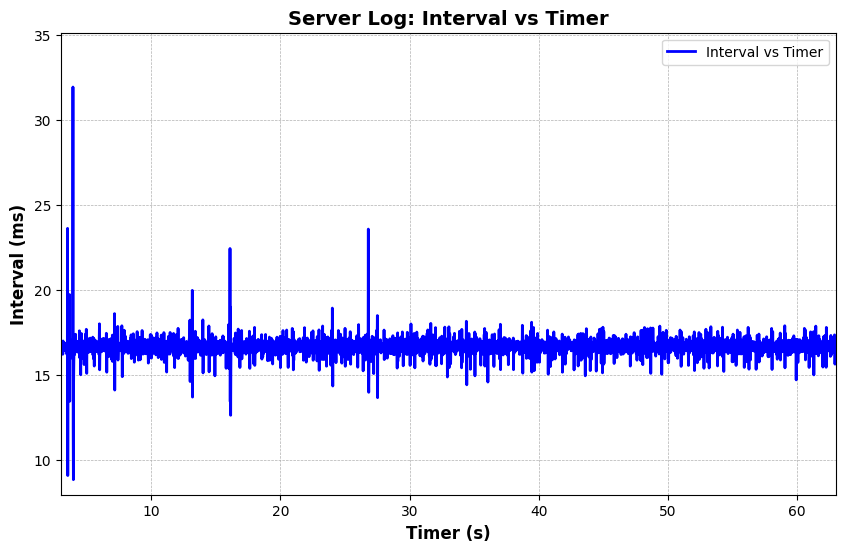 Server Log: Interval vs Timer
Interval vs Timer
Interval (ms)
35
30
25
20
15
10
10 20 30 40 50 60
Timer (s)